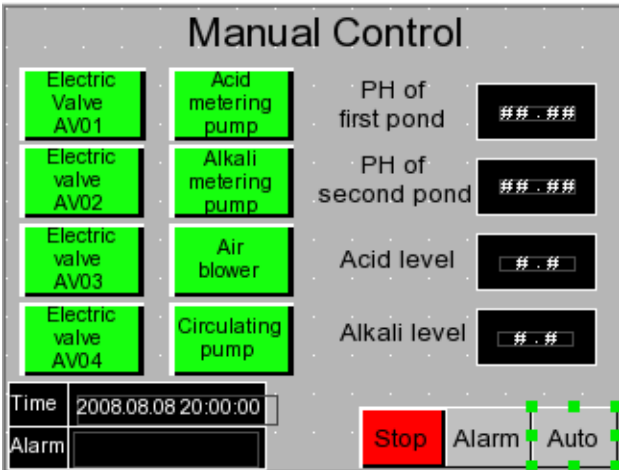 Manual Control
Electric
Valve
AV01
Acid
metering
pump
PH of
first pond
##.##
Electric
valve
AV02
Alkali
metering
pump
PH of
second pond
##.##
Electric
valve
AV03
Air
blower
Acid level
#.#
Electric
valve
AV04
Circulating
pump
Alkali level
#.#
Time
2008.08.08 20:00:00
Alarm
Stop
Alarm
Auto